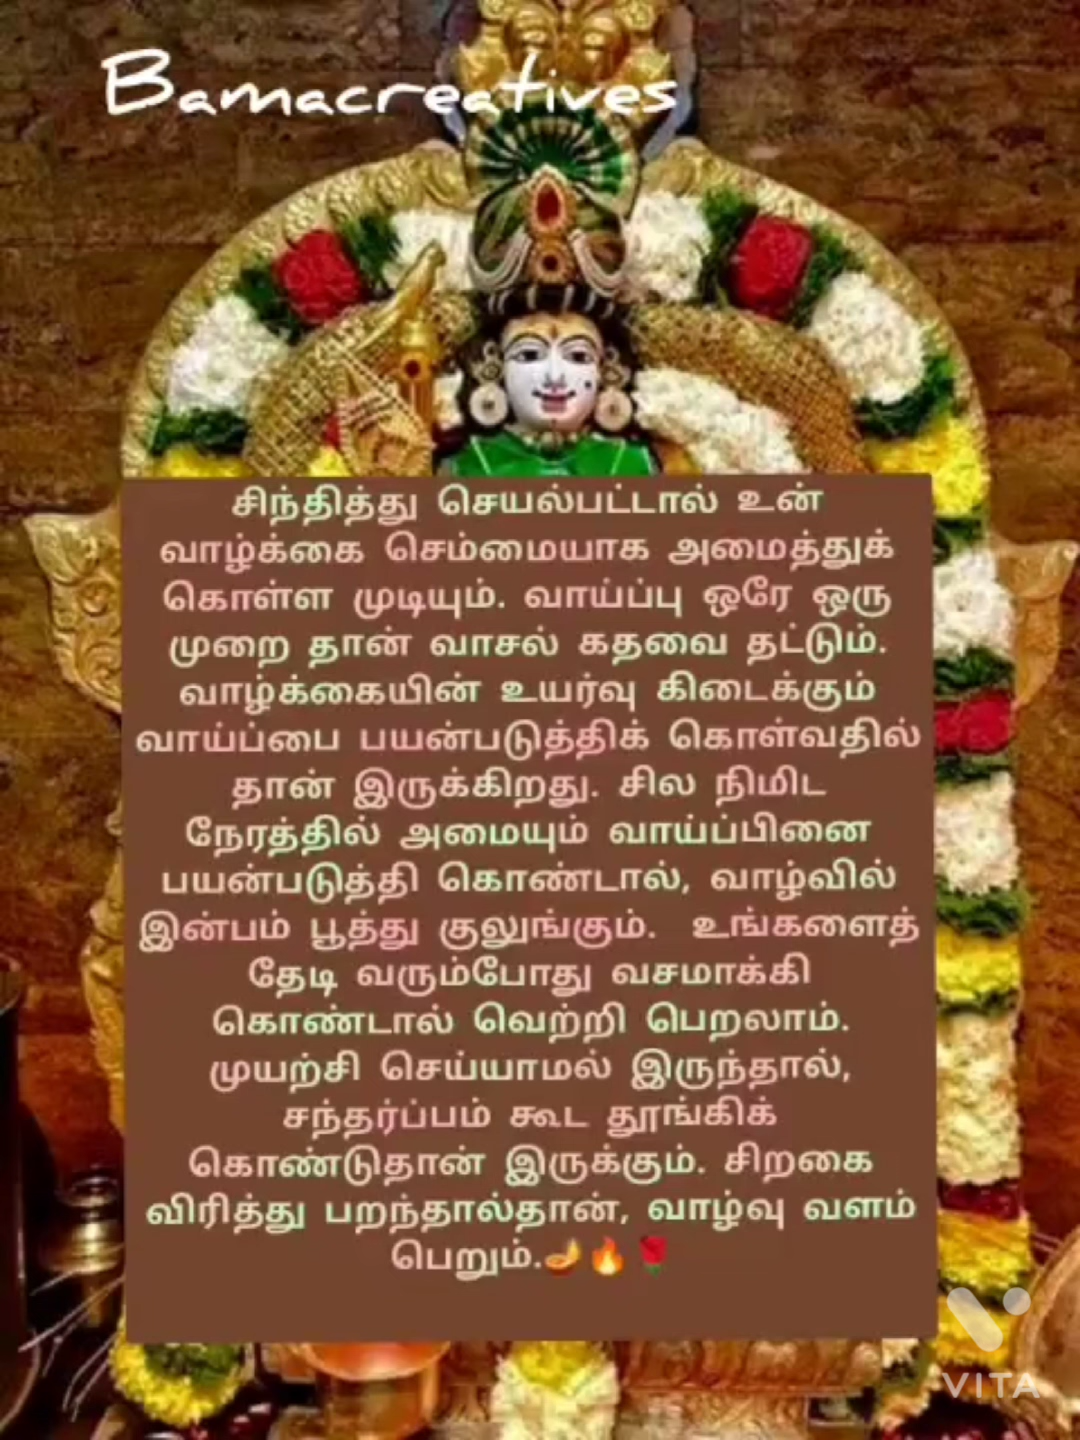 Bamacreatives
சிந்தித்து செயல்பட்டால் உன்
வாழ்க்கை செம்மையாக அமைத்துக்
கொள்ள முடியும். வாய்ப்பு ஒரே ஒரு
முறை தான் வாசல் கதவை தட்டும்.
வாழ்க்கையின் உயர்வு கிடைக்கும்
வாய்ப்பை பயன்படுத்திக் கொள்வதில்
தான் இருக்கிறது. சில நிமிட
நேரத்தில் அமையும் வாய்ப்பினை
பயன்படுத்தி கொண்டால், வாழ்வில்
இன்பம் பூத்து குலுங்கும். உங்களைத்
தேடி வரும்போது வசமாக்கி
கொண்டால் வெற்றி பெறலாம்.
முயற்சி செய்யாமல் இருந்தால்,
சந்தர்ப்பம் கூட தூங்கிக்
கொண்டுதான் இருக்கும். சிறகை
விரித்து பறந்தால்தான், வாழ்வு வளம்
பெறும்.🪔🔥🌹
VITA